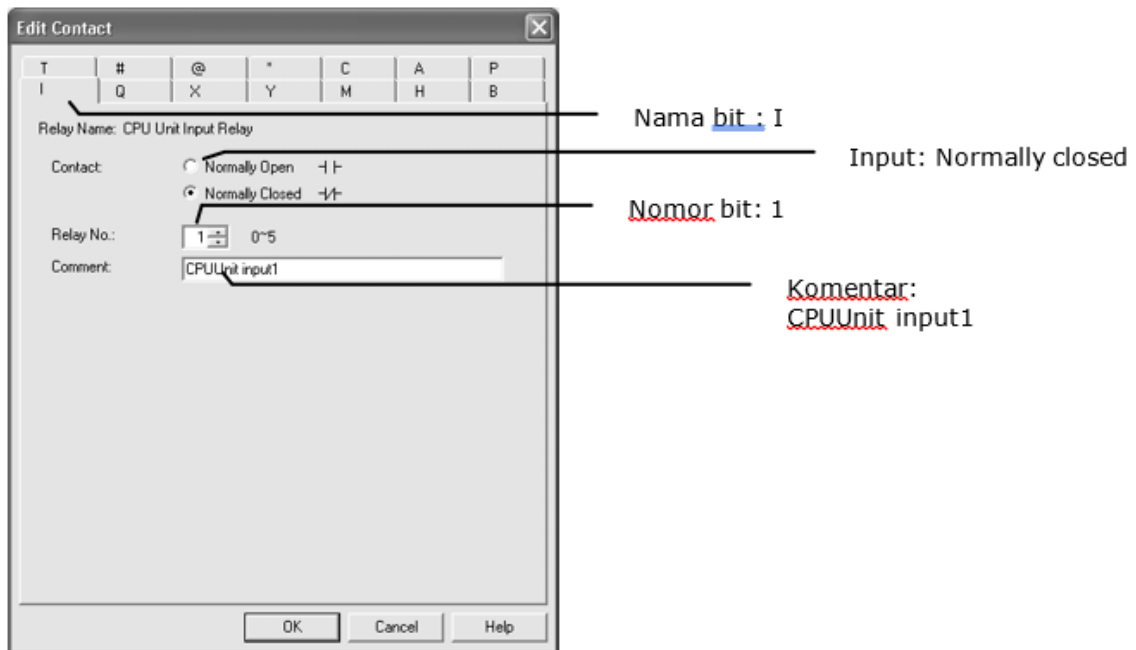 Edit Contact
T # @ * C A P
I Q X Y M H B
Relay Name: CPU Unit Input Relay
Contact: Normally Open
Normally Closed
Relay No.: 1 0~5
Comment: CPUUnit input1
OK Cancel Help
Nama bit : I
Input: Normally closed
Nomor bit: 1
Komentar:
CPUUnit input1